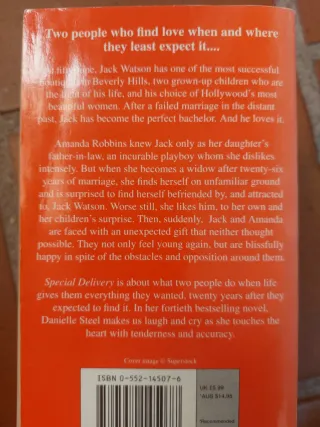 Two people who find love when and where
they least expect it....
Jack Watson has one of the most successful
Beverly Hills, two grown-up children who are
the light of his life, and his choice of Hollywood's most
beautiful women. After a failed marriage in the distant
past, Jack has become the perfect bachelor. And he loves it.
Amanda Robbins knew Jack only as her daughter's
father-in-law, an incurable playboy whom she dislikes
intensely. But when she becomes a widow after twenty-six
years of marriage, she finds herself on unfamiliar ground
and is surprised to find herself befriended by, and attracted
to, Jack Watson. Worse still, she likes him, to her own and
her children's surprise. Then, suddenly, Jack and Amanda
are faced with an unexpected gift that neither thought
possible. They not only feel young again, but are blissfully
happy in spite of the obstacles and opposition around them.
Special Delivery is about what two people do when life
gives them everything they wanted, twenty years after they
expected to find it. In her fortieth bestselling novel,
Danielle Steel makes us laugh and cry as she touches the
heart with tenderness and accuracy.
Cover image © Superstock
ISBN 0-552-14507-6
UK £5.99